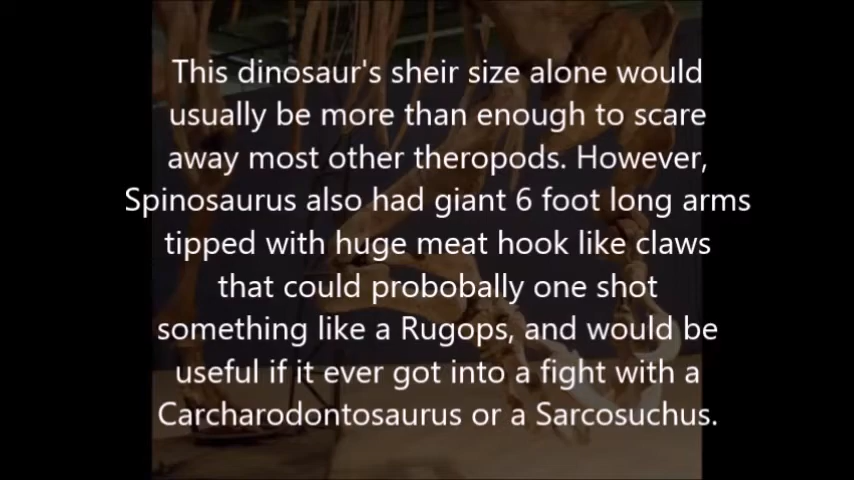 This dinosaur's sheir size alone would
usually be more than enough to scare
away most other theropods. However,
Spinosaurus also had giant 6 foot long arms
tipped with huge meat hook like claws
that could probobally one shot
something like a Rugops, and would be
useful if it ever got into a fight with a
Carcharodontosaurus or a Sarcosuchus.